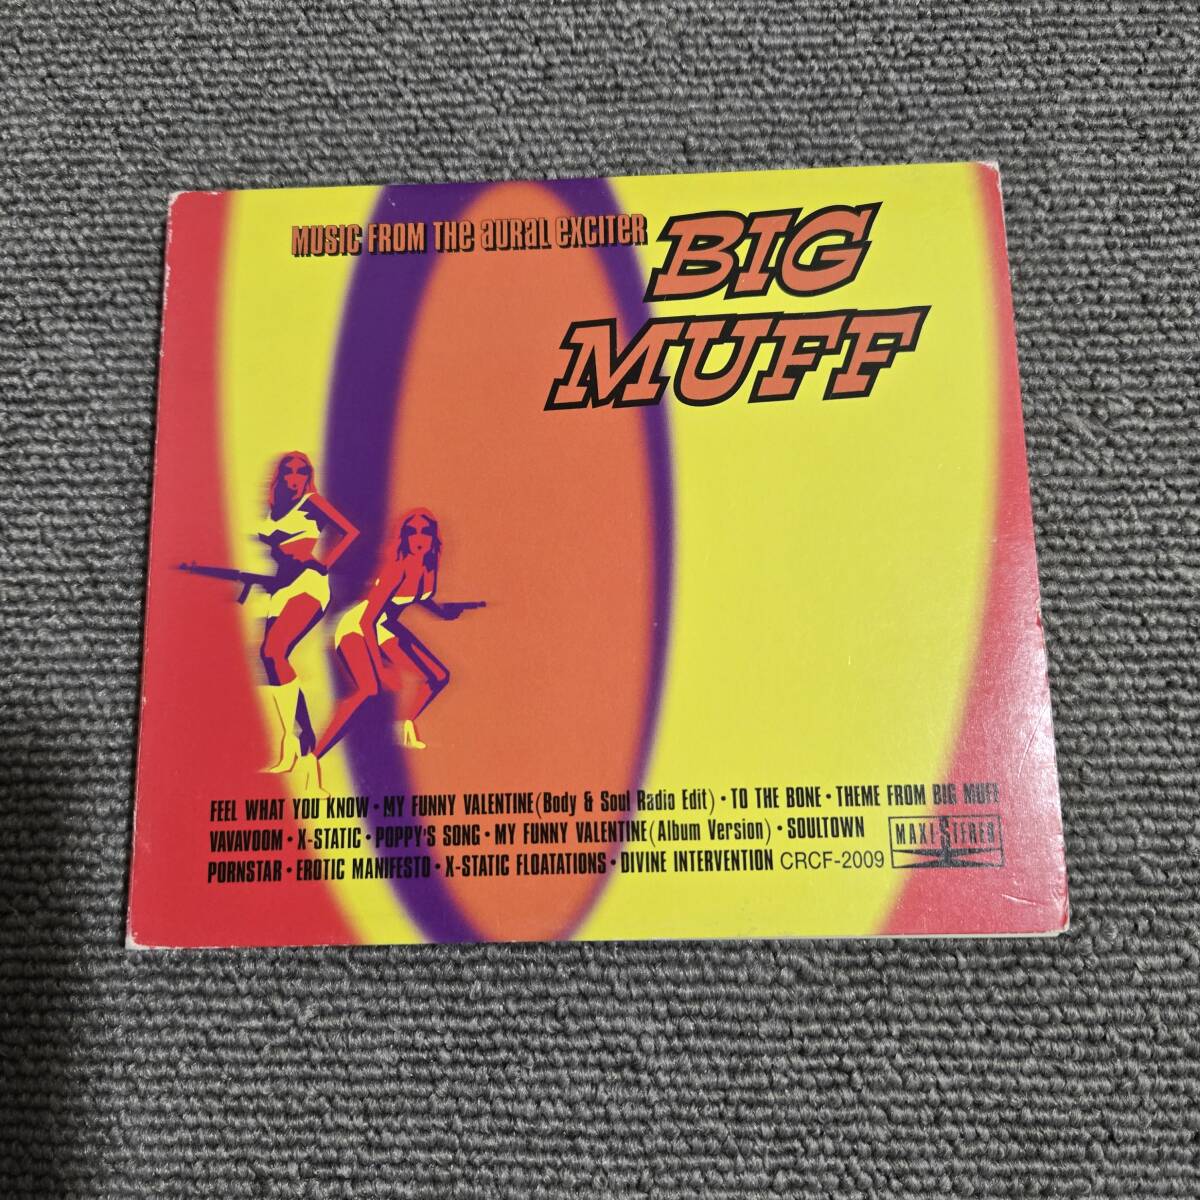 MUSIC FROM THE AURAL EXCITER
BIG
MUFF
FEEL WHAT YOU KNOW · MY FUNNY VALENTINE (Body & Soul Radio Edit) · TO THE BONE · THEME FROM BIG MUFF
VAVAVOOM · X-STATIC · POPPY'S SONG · MY FUNNY VALENTINE (Album Version) · SOULTOWN
PORNSTAR · EROTIC MANIFESTO · X-STATIC FLOATATIONS · DIVINE INTERVENTION CRCF-2009
MAXI-STEREO